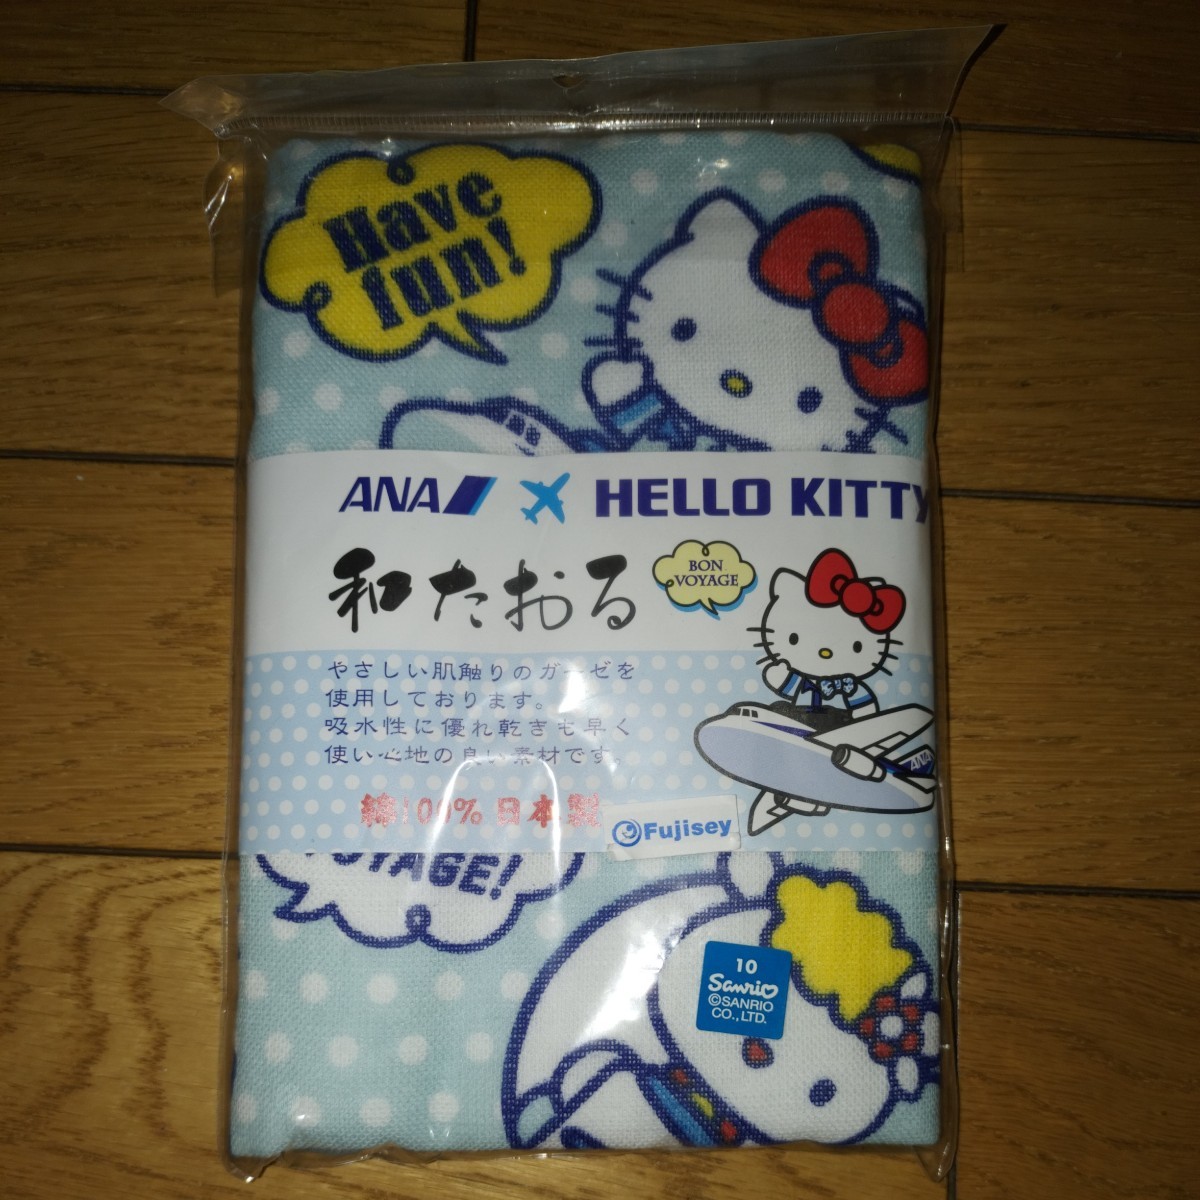 Have
fun!
ANA HELLO KITTY
和たおる
BON
VOYAGE
やさしい肌触りのガーゼを
使用しております。
吸水性に優れ乾きも早く
使い心地の良い素材です。
ANA
綿100% 日本製
Fujisey
VOYAGE!
10
Sanrio
©SANRIO
CO., LTD.